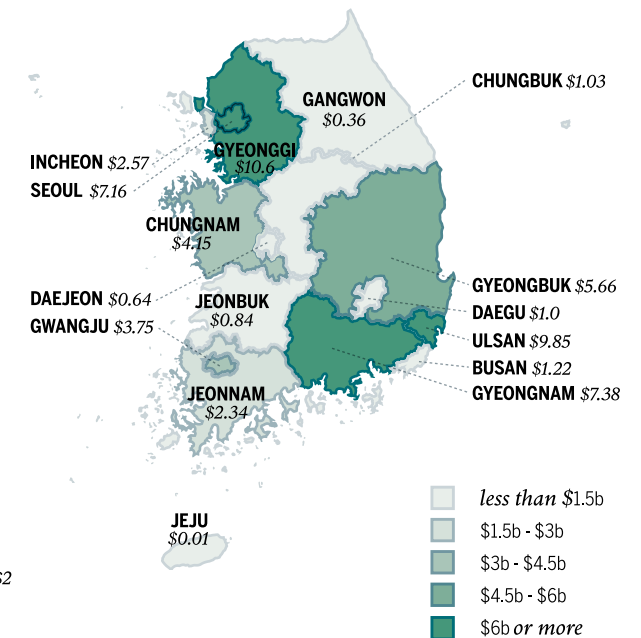 CHUNGBUK $1.03
GANGWON
$0.36
GYEONGGI
$10.6
INCHEON $2.57
SEOUL $7.16
CHUNGNAM
$4.15
GYEONGBUK $5.66
DAEGU $1.0
ULSAN $9.85
BUSAN $1.22
GYEONGNAM $7.38
DAEJEON $0.64
GWANGJU $3.75
JEONBUK
$0.84
JEONNAM
$2.34
JEJU
$0.01
$2
less than $1.5b
$1.5b - $3b
$3b - $4.5b
$4.5b - $6b
$6b or more